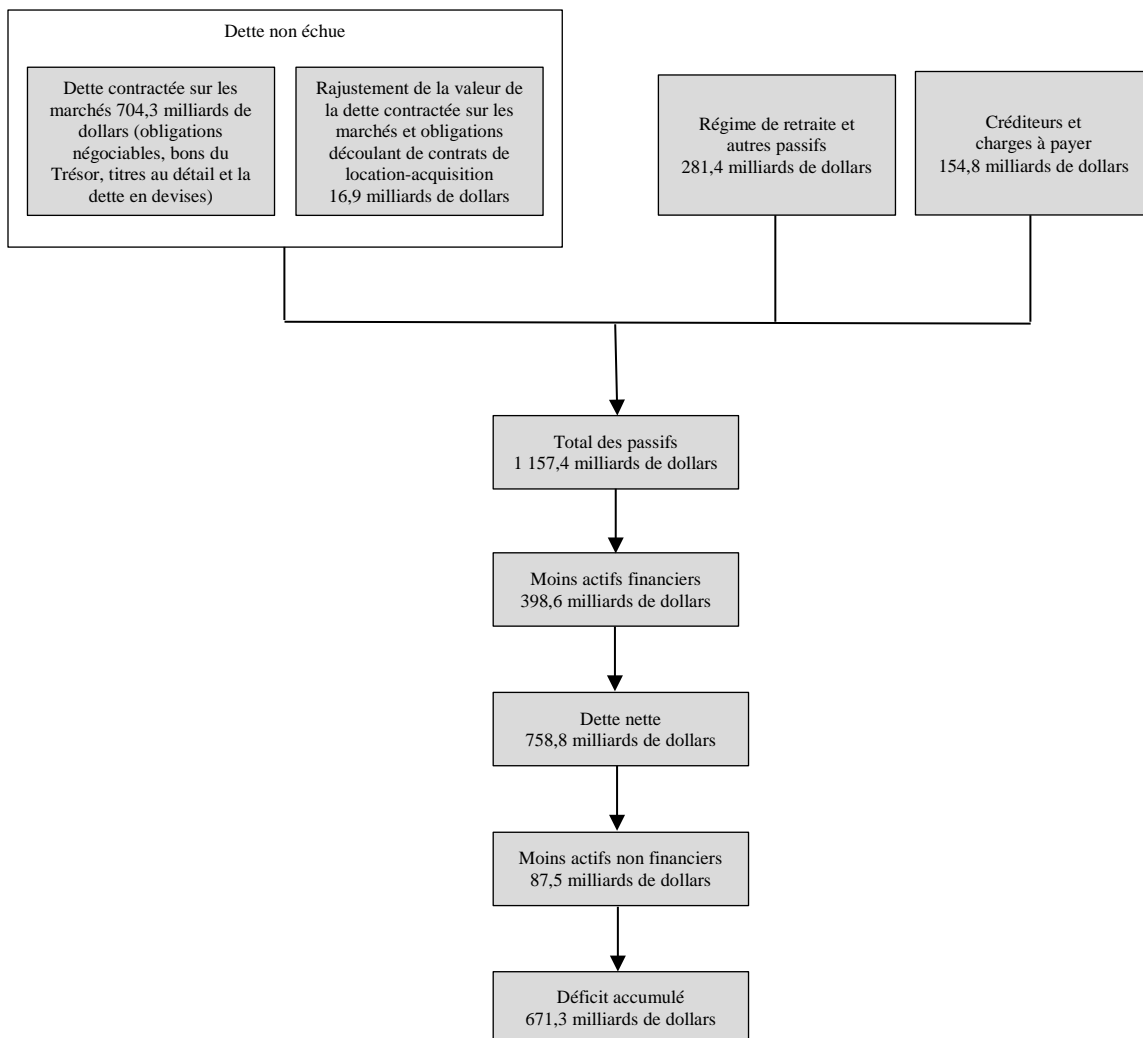 Dette non échue
Dette contractée sur les
marchés 704,3 milliards de
dollars (obligations
négociables, bons du
Trésor, titres au détail et la
dette en devises)
Rajustement de la valeur de
la dette contractée sur les
marchés et obligations
découlant de contrats de
location-acquisition
16,9 milliards de dollars
Régime de retraite et
autres passifs
281,4 milliards de dollars
Créditeurs et
charges à payer
154,8 milliards de dollars
Total des passifs
1 157,4 milliards de dollars
Moins actifs financiers
398,6 milliards de dollars
Dette nette
758,8 milliards de dollars
Moins actifs non financiers
87,5 milliards de dollars
Déficit accumulé
671,3 milliards de dollars